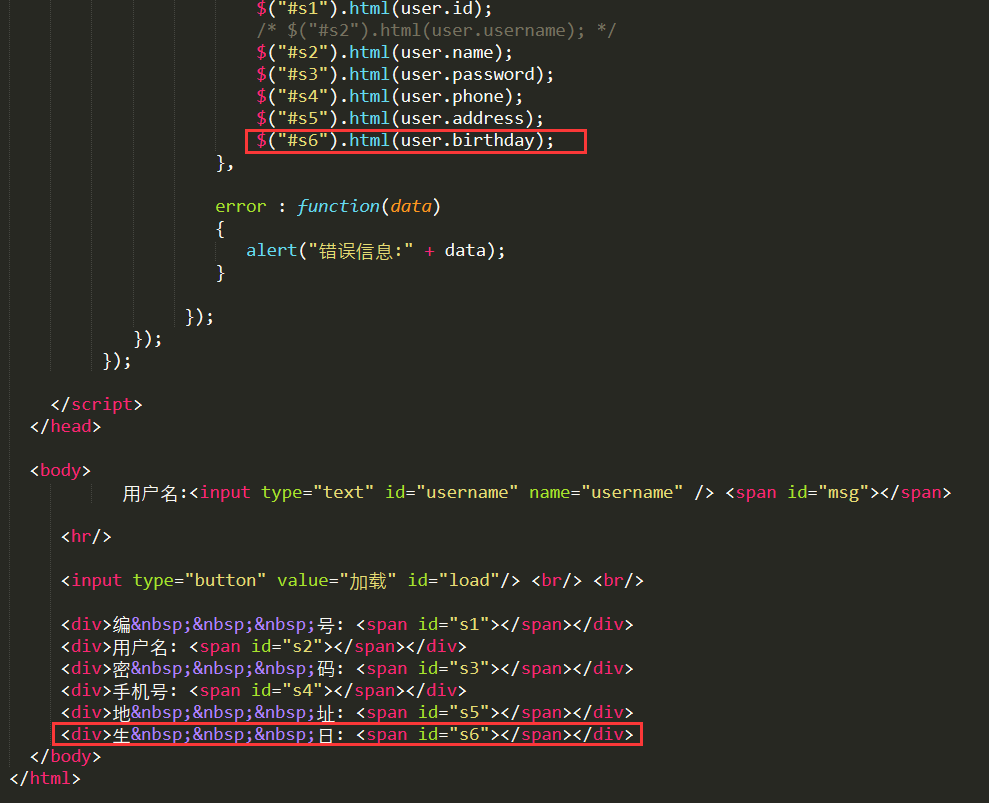 $("#s1").html(user.id);
/* $("#s2").html(user.username); */
$("#s2").html(user.name);
$("#s3").html(user.password);
$("#s4").html(user.phone);
$("#s5").html(user.address);
$("#s6").html(user.birthday);
},
error : function(data)
{
alert("错误信息:" + data);
}
});
});
});
</script>
</head>
<body>
用户名:<input type="text" id="username" name="username" /> <span id="msg"></span>
<hr/>
<input type="button" value="加载" id="load"/> <br/> <br/>
<div>编&nbsp;&nbsp;&nbsp;号: <span id="s1"></span></div>
<div>用户名: <span id="s2"></span></div>
<div>密&nbsp;&nbsp;&nbsp;码: <span id="s3"></span></div>
<div>手机号: <span id="s4"></span></div>
<div>地&nbsp;&nbsp;&nbsp;址: <span id="s5"></span></div>
<div>生&nbsp;&nbsp;&nbsp;日: <span id="s6"></span></div>
</body>
</html>